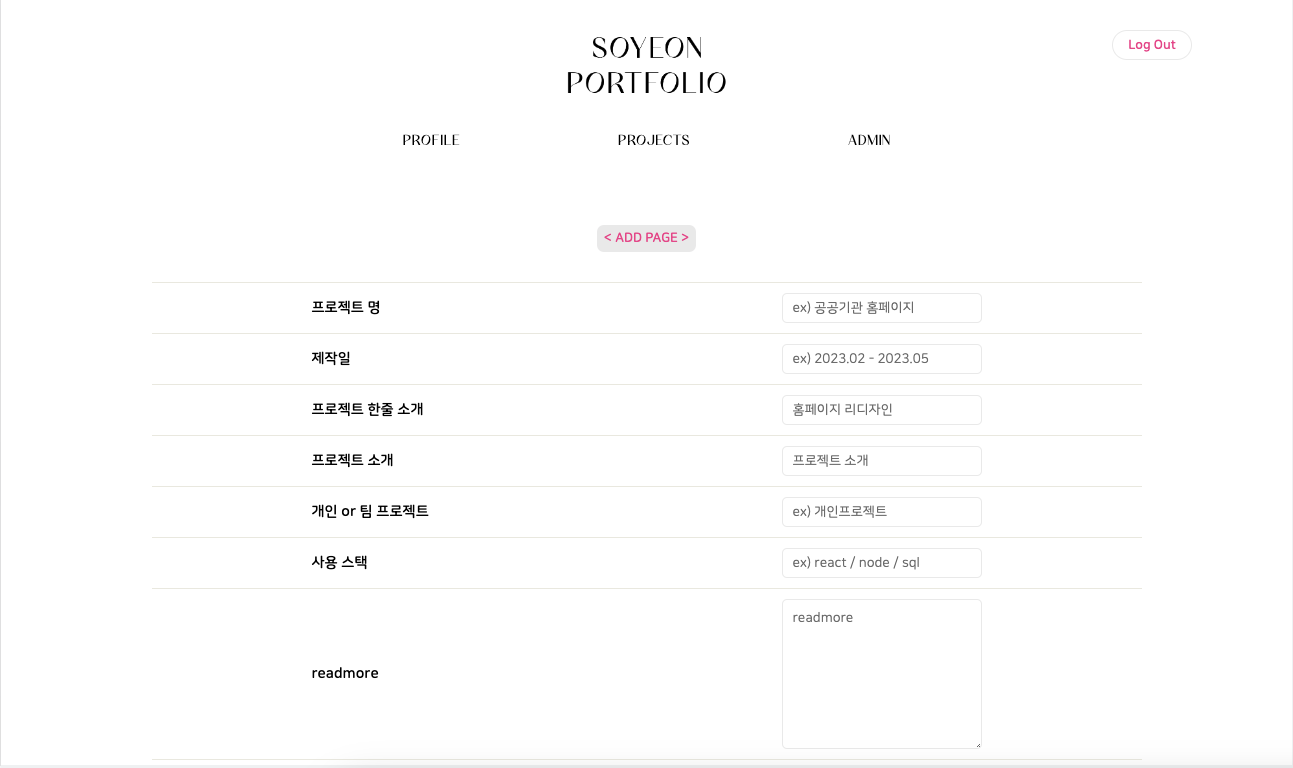 SOYEON
PORTFOLIO
Log Out
PROFILE PROJECTS ADMIN
< ADD PAGE >
프로젝트 명 ex) 공공기관 홈페이지
제작일 ex) 2023.02 - 2023.05
프로젝트 한줄 소개 홈페이지 리디자인
프로젝트 소개 프로젝트 소개
개인 or 팀 프로젝트 ex) 개인프로젝트
사용 스택 ex) react / node / sql
readmore readmore